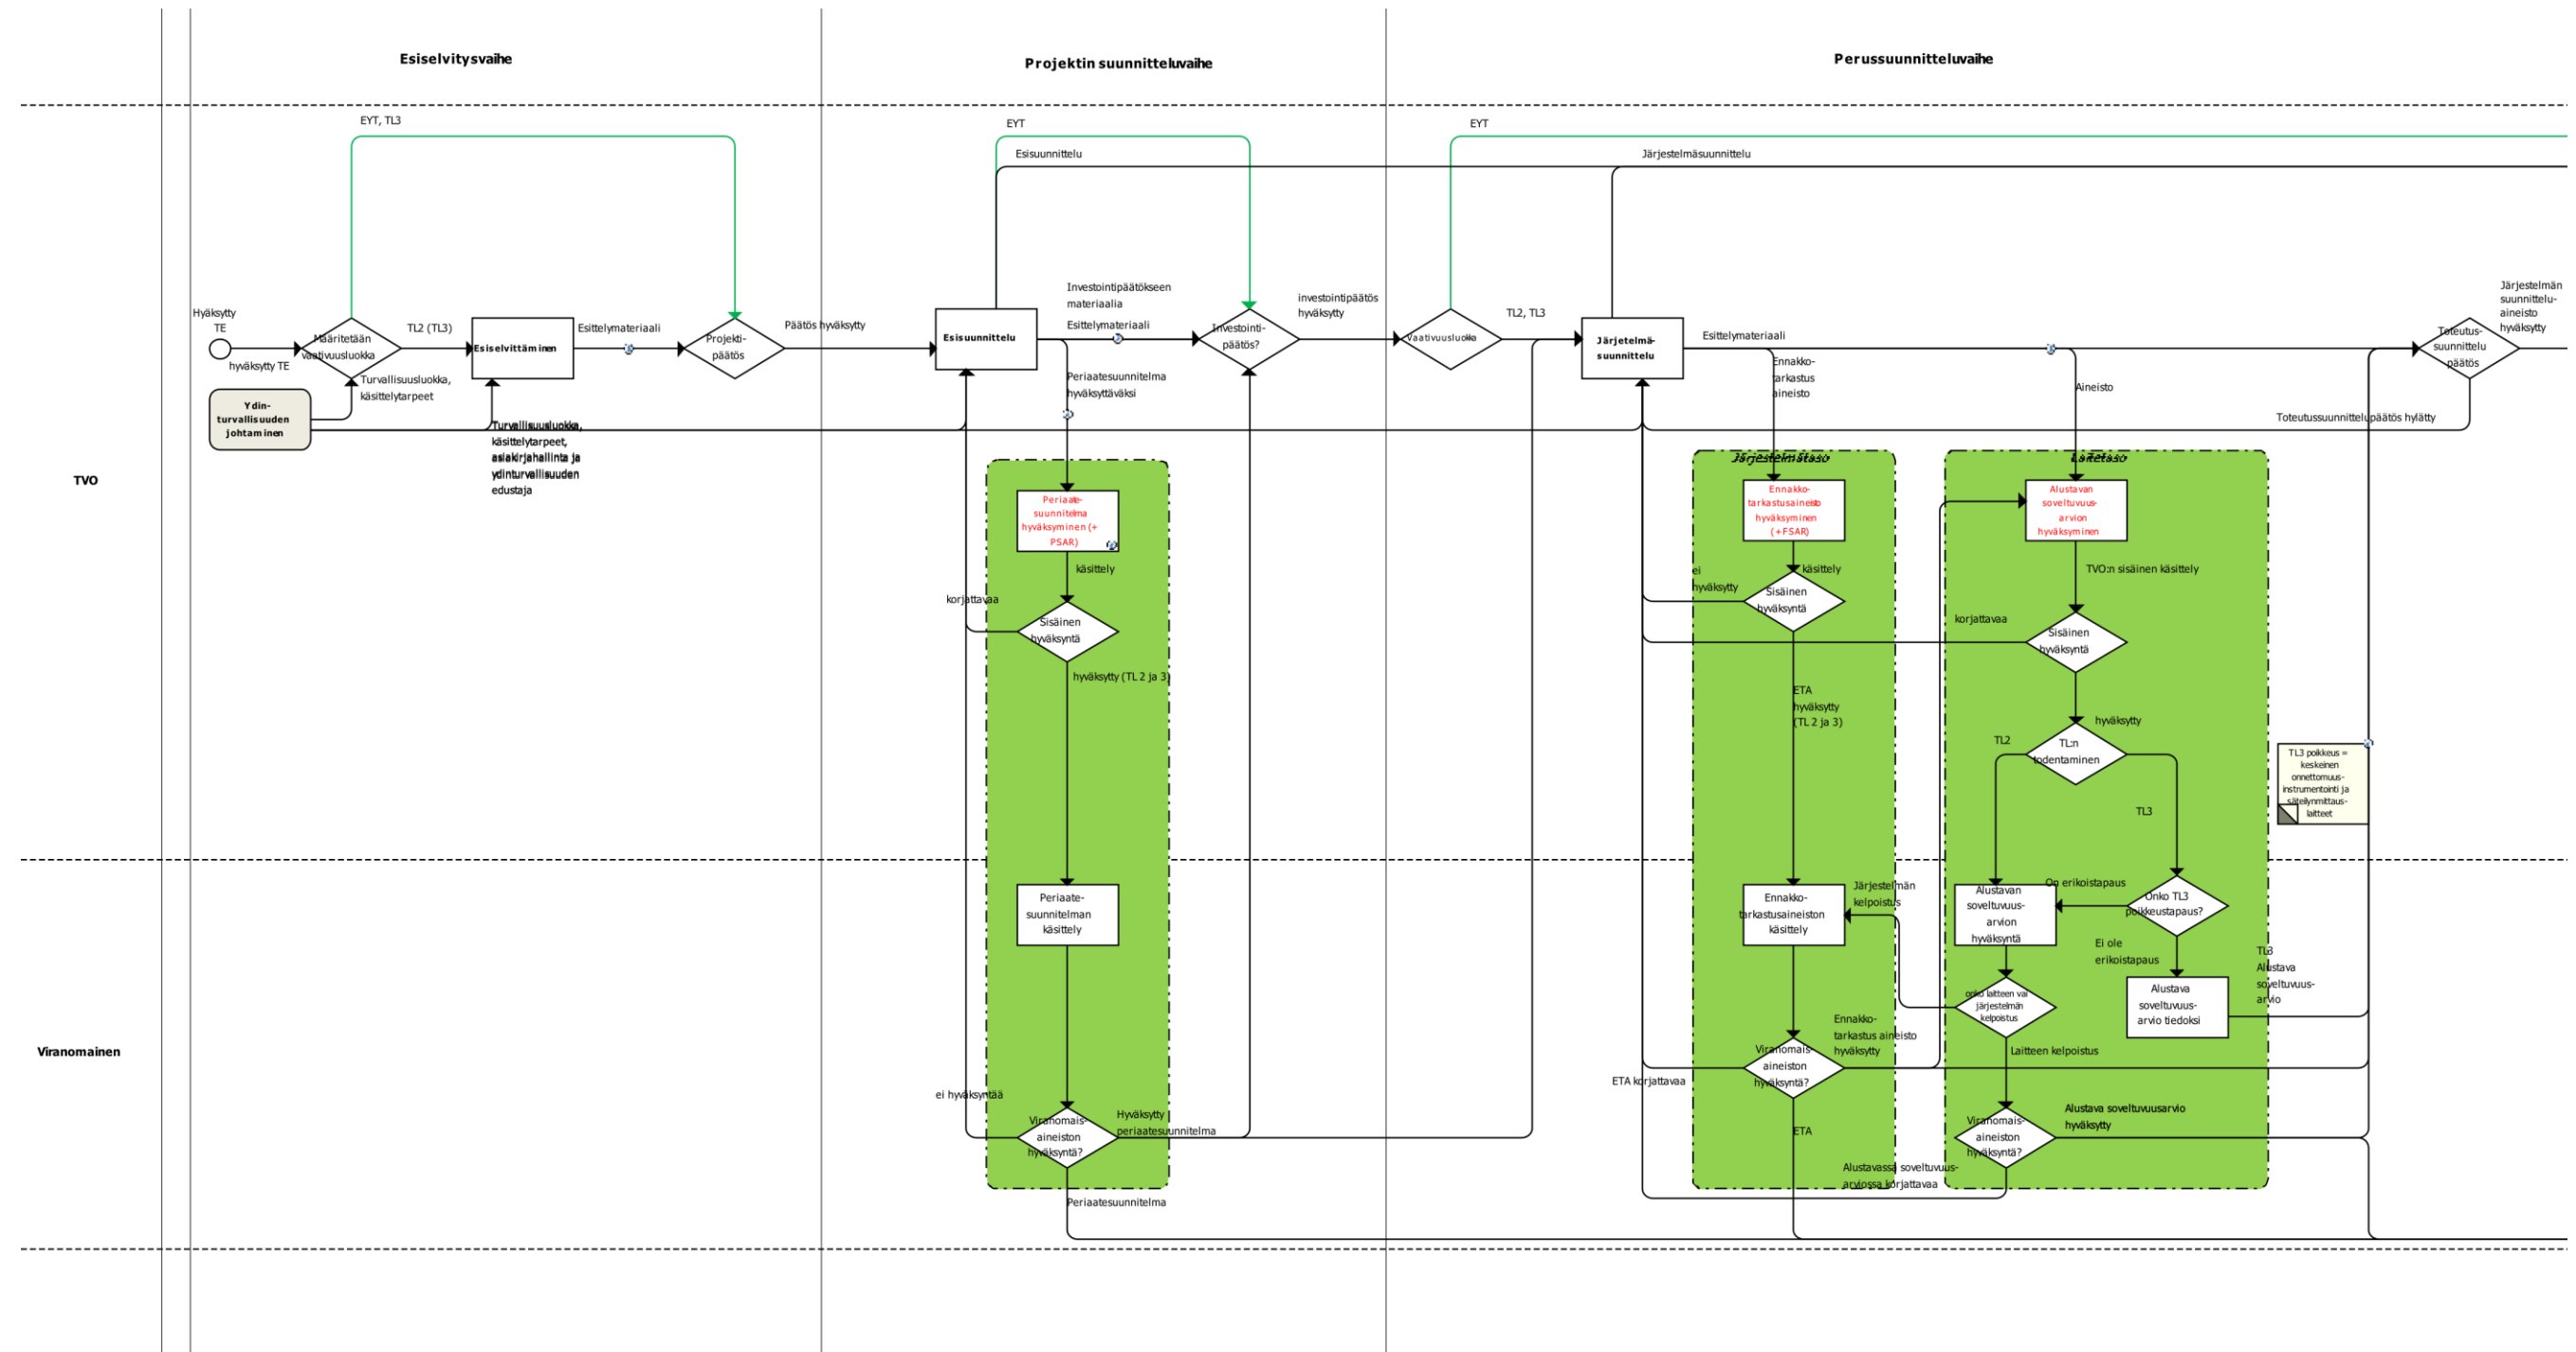 Esiselvitysvaihe
Projektin suunnitteluvaihe
Perussuunnitteluvaihe
EYT, TL3
EYT
EYT
Esisuunnittelu
Järjestelmäsuunnittelu
Hyäksytty
TE
hyväksytty TE
Määritetään
vaativuusluokka
TL2 (TL3)
Turvallisuusluokka,
käsittelytarpeet
Esiselvittäminen
Esittelymateriaali
Projekti-
päätös
Päätös hyväksytty
Ydin-
turvallisuuden
johtaminen
Turvallisuusluokka,
käsittelytarpeet,
asiakirjahallinta ja
ydinturvallisuuden
edustaja
Esisuunnittelu
Investointipäätökseen
materiaalia
Esittelymateriaali
Periaatesuunnitelma
hyväksyttäväksi
Investointi-
päätös?
investointipäätös
hyväksytty
Vaativuusluokka
TL2, TL3
Järjetelmä-
suunnittelu
Esittelymateriaali
Ennakko-
tarkastus
aineisto
Aineisto
Toteutus-
suunnittelu
päätös
Järjestelmän
suunnittelu-
aineisto
hyväksytty
Toteutussuunnittelupäätös hylätty
TVO
Periaate-
suunnitelma
hyväksyminen (+
PSAR)
käsittely
korjattavaa
Sisäinen
hyväksyntä
hyväksytty (TL 2 ja 3)
Järjestelmätaso
Ennakko-
tarkastusaineisto
hyväksyminen
(+FSAR)
ei
hyväksytty
käsittely
Sisäinen
hyväksyntä
ETA
hyväksytty
(TL 2 ja 3)
Laitetaso
Alustavan
soveltuvuus-
arvion
hyväksyminen
TVO:n sisäinen käsittely
korjattavaa
Sisäinen
hyväksyntä
hyväksytty
TL2
TL:n
todentaminen
TL3
TL3 poikkeus =
keskeinen
onnettomuus-
instrumentointi ja
säteilynmittaus-
laitteet
Viranomainen
Periaate-
suunnitelman
käsittely
ei hyväksyntää
Viranomais-
aineiston
hyväksyntä?
Hyväksytty
periaatesuunnitelma
Periaatesuunnitelma
Ennakko-
tarkastusaineiston
käsittely
Järjestelmän
kelpoistus
Ennakko-
tarkastus aineisto
hyväksytty
Viranomais-
aineiston
hyväksyntä?
ETA korjattavaa
ETA
Alustavan
soveltuvuus-
arvion
hyväksyntä
On erikoistapaus
Onko TL3
poikkeustapaus?
Ei ole
erikoistapaus
onko laitteen vai
järjestelmän
kelpoistus
Alustava
soveltuvuus-
arvio tiedoksi
TL3
Alustava
soveltuvuus-
arvio
Laitteen kelpoistus
Viranomais-
aineiston
hyväksyntä?
Alustava soveltuvuusarvio
hyväksytty
Alustavassa soveltuvuus-
arviossa korjattavaa